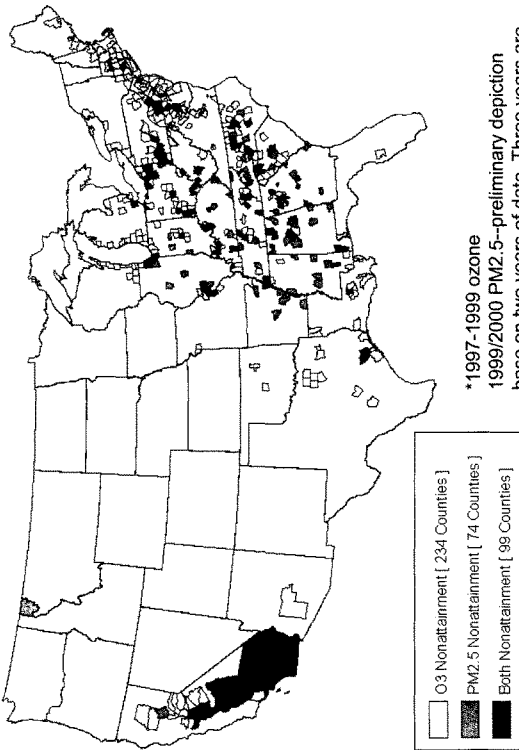 *1997-1999 ozone
1999/2000 PM2.5--preliminary depiction
base on two years of data. Three years are
O3 Nonattainment [ 234 Counties ]
PM2.5 Nonattainment [ 74 Counties ]
Both Nonattainment [ 99 Counties ]